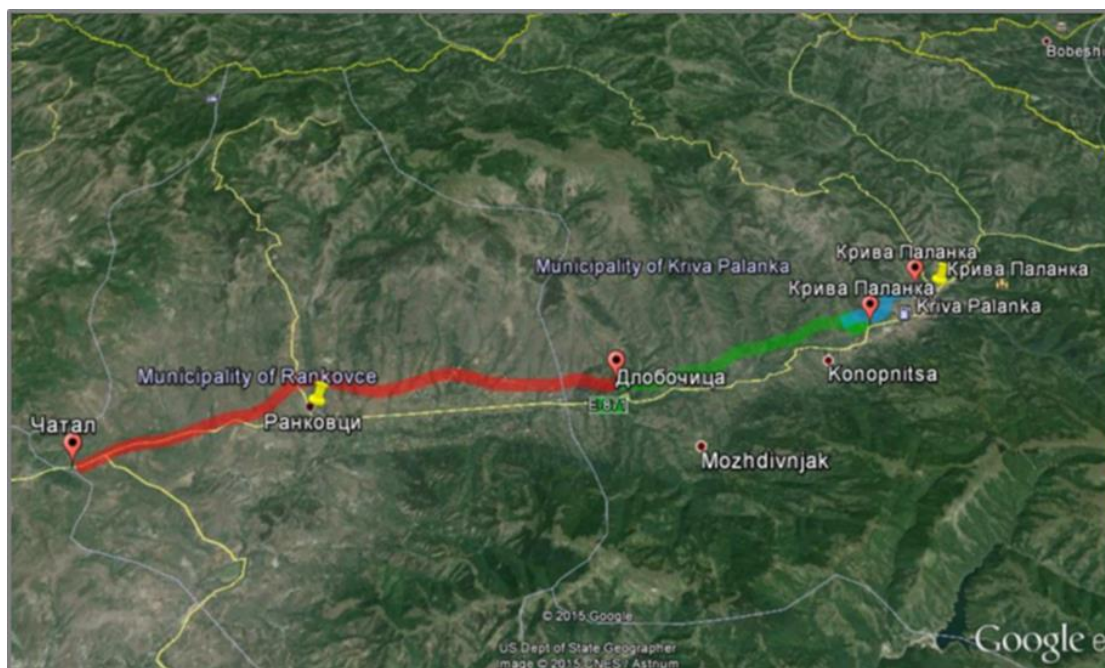 Bobesh
Крива Паланка
Municipality of Kriva Palanka
Крива Паланка
Крива Паланка
Kriva Palanka
Длобочица
Konopnitsa
Municipality of Rankovce
E 871
Ранковци
Чатал
Mozhdivnjak
© 2015 Google
US Dept of State Geographer
Image © 2015 CNES / Astrium
Google e